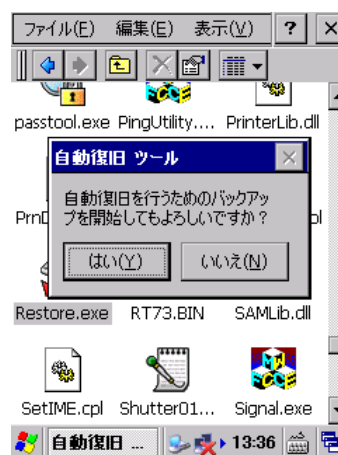 ファイル(F) 編集(E) 表示(V) ? ×
passtool.exe PingUtility.... PrinterLib.dll
自動復旧 ツール
自動復旧を行うためのバックアッ
プを開始してもよろしいですか？
PrnD
ol
はい(Y) いいえ(N)
Restore.exe RT73.BIN SAMLib.dll
SetIME.cpl Shutter01... Signal.exe
自動復旧 ... 13:36